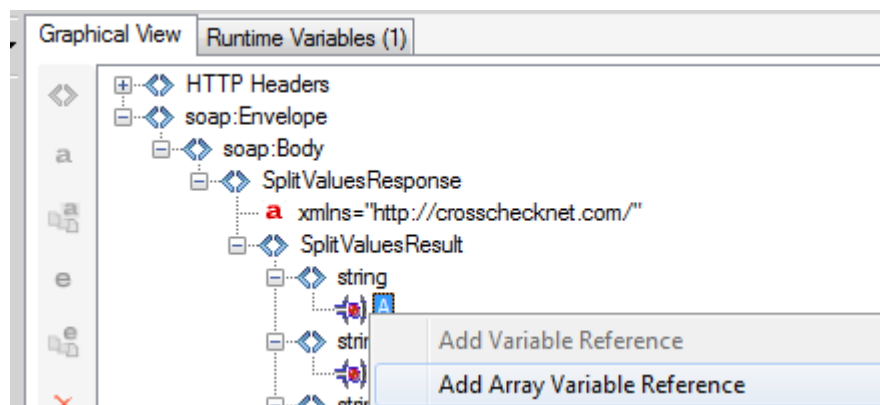 Graphical View Runtime Variables (1)
HTTP Headers
soap:Envelope
a soap:Body
SplitValuesResponse
a a xmlns="http://crosschecknet.com/"
SplitValuesResult
e string
A
e Add Variable Reference
Add Array Variable Reference